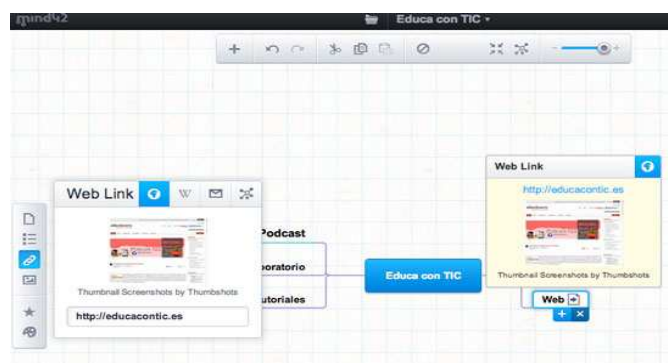 mind42
Educa con TIC
Web Link
http://educacontic.es
Thumbnail Screenshots by Thumbshots
Web Link
W
Thumbnail Screenshots by Thumbshots
http://educacontic.es
Podcast
oratorio
utoriales
Educa con TIC
Web